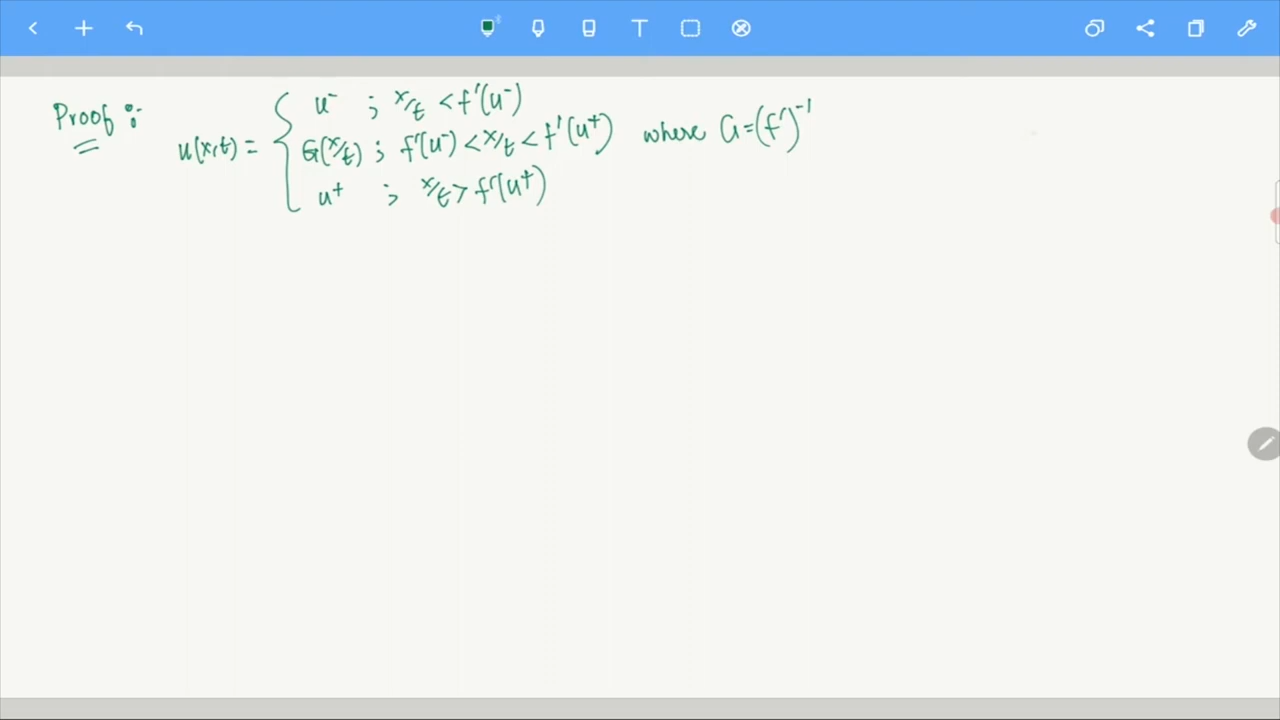 Proof :-
u(x,t) = { u⁻ ; x/t < f'(u⁻)
G(x/t) ; f'(u⁻) < x/t < f'(u⁺) where G = (f')⁻¹
u⁺ ; x/t > f'(u⁺)